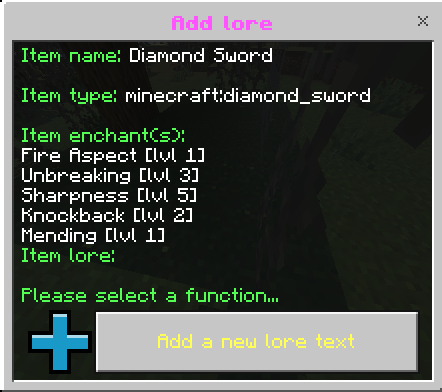 Add lore
Item name: Diamond Sword
Item type: minecraft:diamond_sword
Item enchant(s):
Fire Aspect [lvl 1]
Unbreaking [lvl 3]
Sharpness [lvl 5]
Knockback [lvl 2]
Mending [lvl 1]
Item lore:
Please select a function...
Add a new lore text